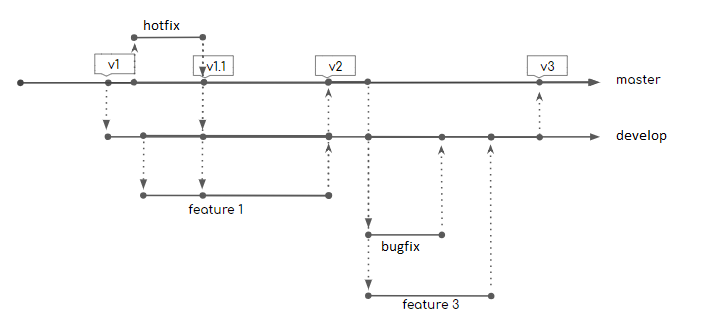 hotfix
v1
v1.1
v2
v3
master
develop
feature 1
bugfix
feature 3